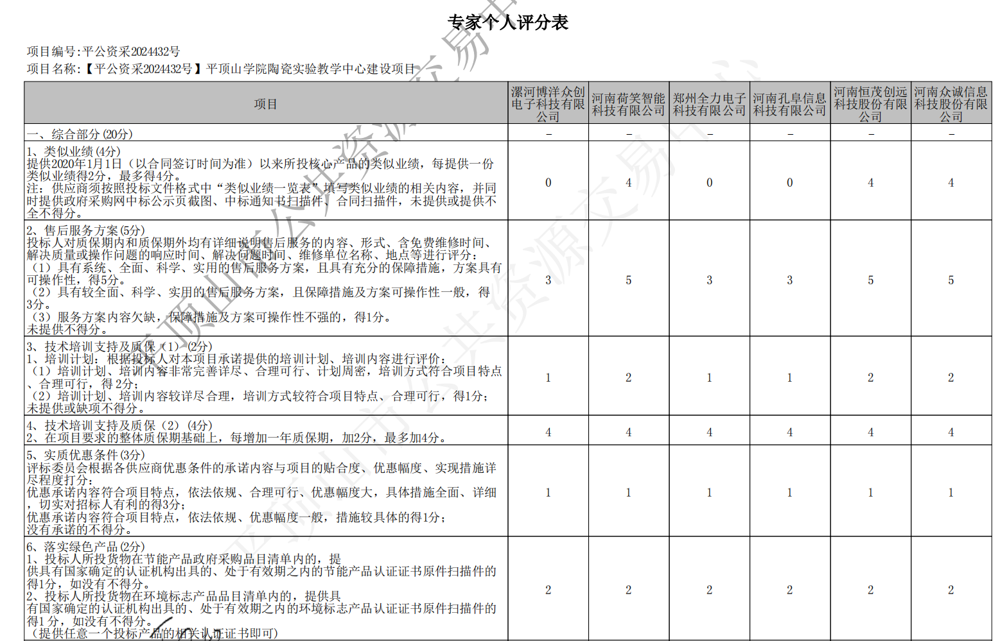 专家个人评分表
项目编号:平公资采2024432号
项目名称:【平公资采2024432号】平顶山学院陶瓷实验教学中心建设项目
项目
漯河博洋众创
电子科技有限
公司
河南荷笑智能
科技有限公司
郑州全力电子
科技有限公司
河南孔阜信息
科技有限公司
河南恒茂创远
科技股份有限
公司
河南众诚信息
科技股份有限
公司
一、综合部分(20分)
－ － － － － －
1、类似业绩(4分)
提供2020年1月1日（以合同签订时间为准）以来所投核心产品的类似业绩，每提供一份
类似业绩得2分，最多得4分。
注：供应商须按照投标文件格式中“类似业绩一览表”填写类似业绩的相关内容，并同
时提供政府采购网中标公示页截图、中标通知书扫描件、合同扫描件，未提供或提供不
全不得分。
0 4 0 0 4 4
2、售后服务方案(5分)
投标人对质保期内和质保期外均有详细说明售后服务的内容、形式、含免费维修时间、
解决质量或操作问题的响应时间、解决问题时间、维修单位名称、地点等进行评分：
（1）具有系统、全面、科学、实用的售后服务方案，且具有充分的保障措施，方案具有
可操作性，得5分。
（2）具有较全面、科学、实用的售后服务方案，且保障措施及方案可操作性一般，得
3分。
（3）服务方案内容欠缺，保障措施及方案可操作性不强的，得1分。
未提供不得分。
3 5 3 3 5 5
3、技术培训支持及质保（1）(2分)
1、培训计划：根据投标人对本项目承诺提供的培训计划、培训内容进行评价：
（1）培训计划、培训内容非常完善详尽、合理可行、计划周密，培训方式符合项目特点
、合理可行，得 2分；
（2）培训计划、培训内容较详尽合理，培训方式较符合项目特点、合理可行，得1分；
未提供或缺项不得分。
1 2 1 1 2 2
4、技术培训支持及质保（2）(4分)
2、在项目要求的整体质保期基础上，每增加一年质保期，加2分，最多加4分。
4 4 4 4 4 4
5、实质优惠条件(3分)
评标委员会根据各供应商优惠条件的承诺内容与项目的贴合度、优惠幅度、实现措施详
尽程度打分：
优惠承诺内容符合项目特点，依法依规、合理可行、优惠幅度大，具体措施全面、详细
，切实对招标人有利的得3分；
优惠承诺内容符合项目特点，依法依规、优惠幅度一般，措施较具体的得1分；
没有承诺的不得分。
1 1 1 1 1 1
6、落实绿色产品(2分)
1、投标人所投货物在节能产品政府采购品目清单内的，提
供具有国家确定的认证机构出具的、处于有效期之内的节能产品认证证书原件扫描件的
得1分，如没有不得分。
2、投标人所投货物在环境标志产品品目清单内的，提供具
有国家确定的认证机构出具的、处于有效期之内的环境标志产品认证证书原件扫描件的
得1 分，如没有不得分。
（提供任意一个投标产品的相关认证证书即可)
2 2 2 2 2 2
平顶山市公共资源交易中
平顶山市公共资源交易中心